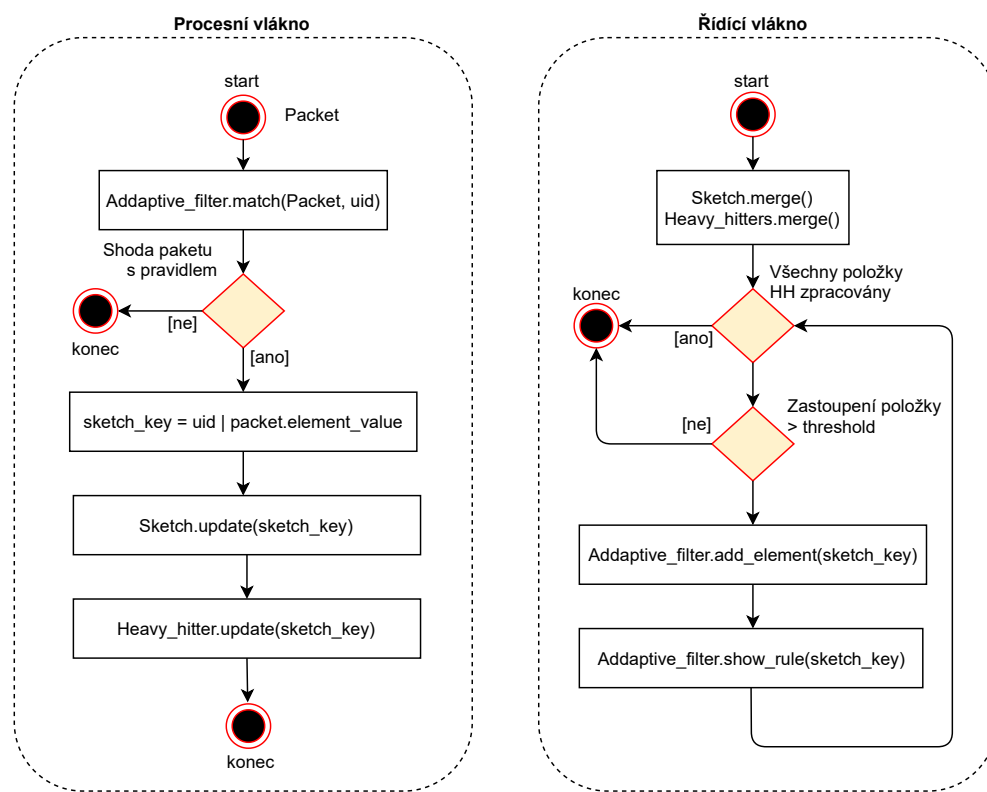 Procesní vlákno
start
Packet
Addaptive_filter.match(Packet, uid)
Shoda paketu
s pravidlem
[ne]
konec
[ano]
sketch_key = uid | packet.element_value
Sketch.update(sketch_key)
Heavy_hitter.update(sketch_key)
konec
Řídící vlákno
start
Sketch.merge()
Heavy_hitters.merge()
Všechny položky
HH zpracovány
konec
[ano]
Zastoupení položky
> threshold
[ne]
Addaptive_filter.add_element(sketch_key)
Addaptive_filter.show_rule(sketch_key)